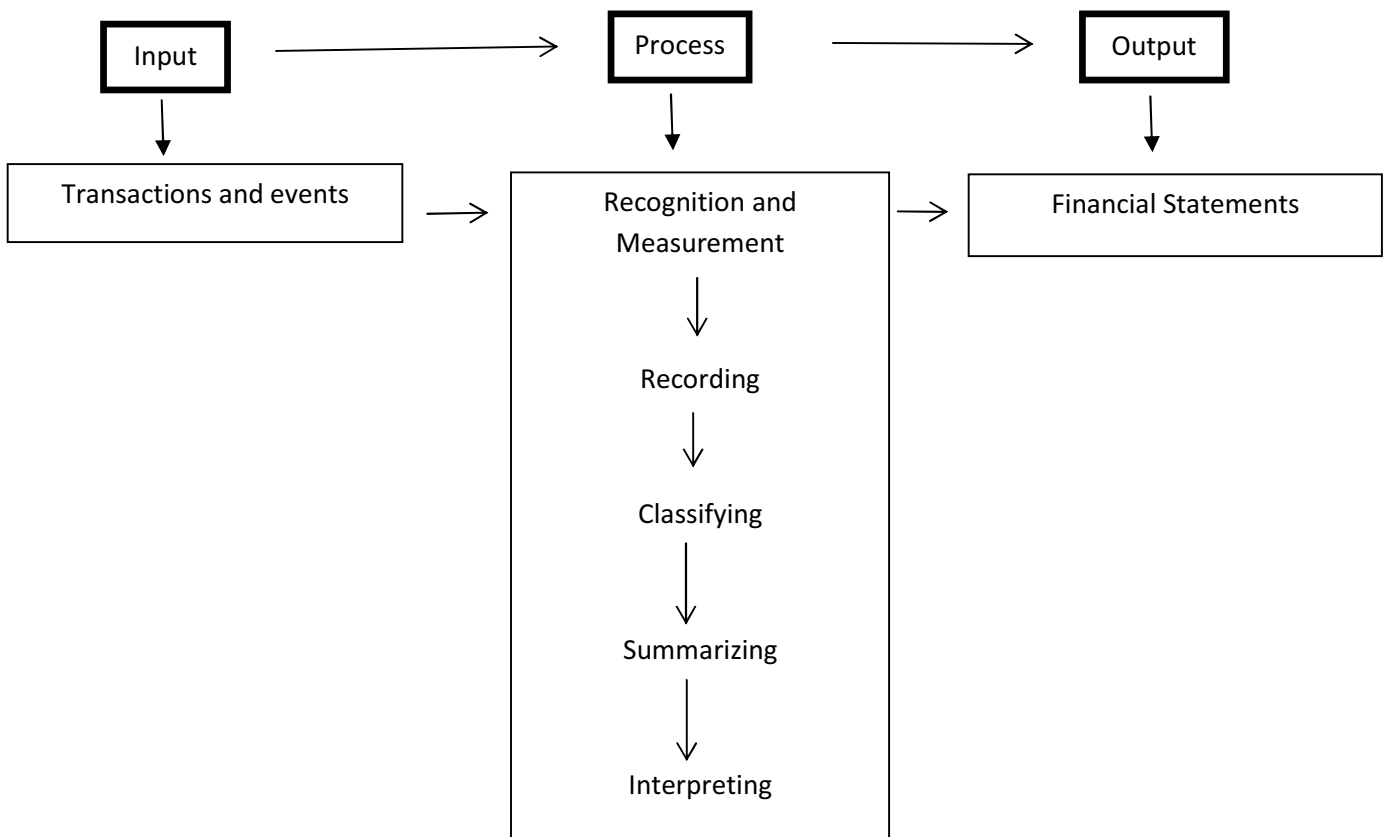 Input
Process
Output
Transactions and events
Recognition and
Measurement
Financial Statements
Recording
Classifying
Summarizing
Interpreting